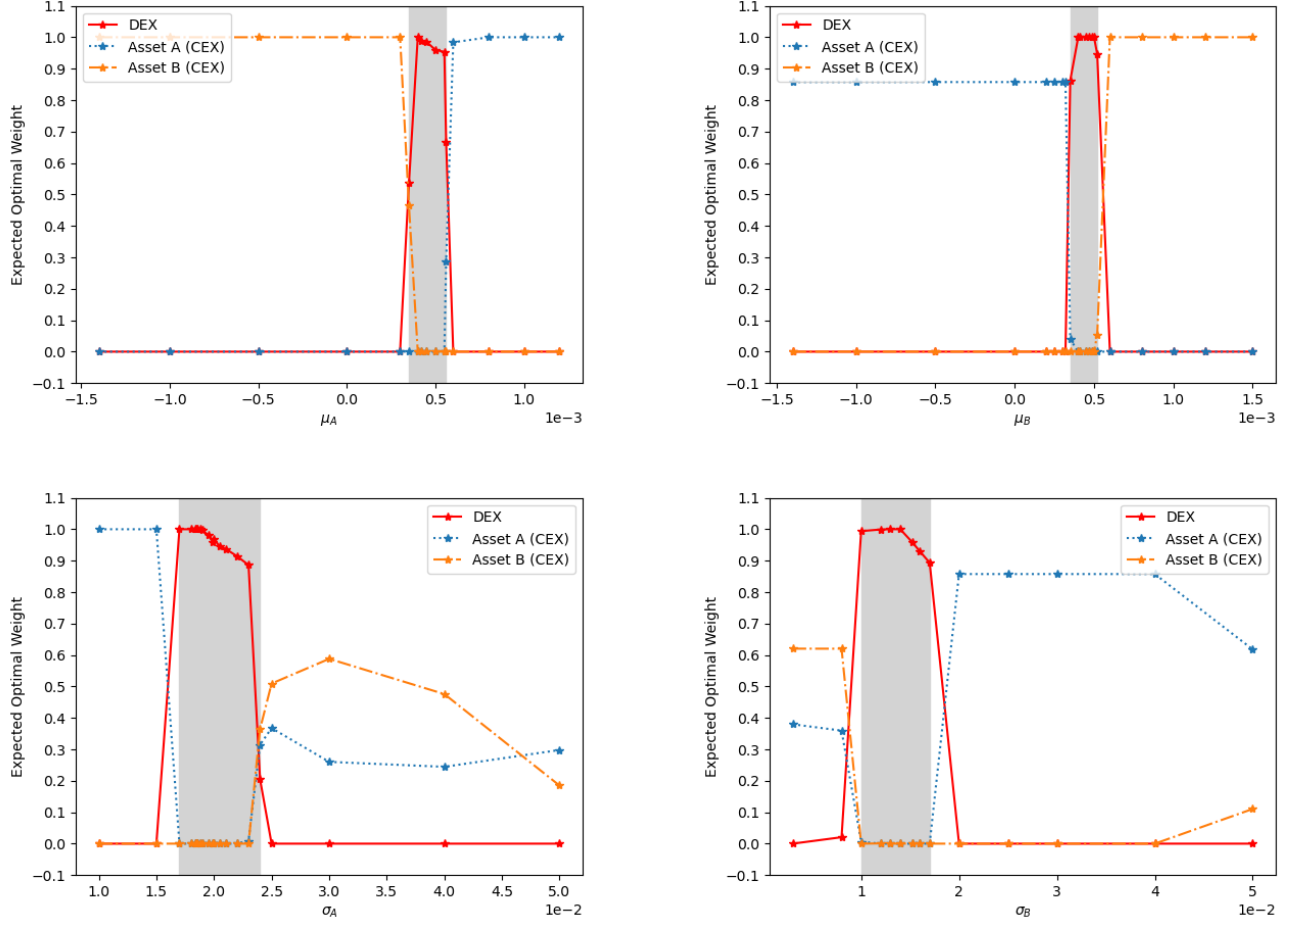 1.1
1.0
0.9
0.8
0.7
0.6
0.5
0.4
0.3
0.2
0.1
0.0
−0.1
Expected Optimal Weight
DEX
Asset A (CEX)
Asset B (CEX)
−1.5 −1.0 −0.5 0.0 0.5 1.0
1e−3
μA
1.1
1.0
0.9
0.8
0.7
0.6
0.5
0.4
0.3
0.2
0.1
0.0
−0.1
Expected Optimal Weight
DEX
Asset A (CEX)
Asset B (CEX)
−1.5 −1.0 −0.5 0.0 0.5 1.0 1.5
1e−3
μB
1.1
1.0
0.9
0.8
0.7
0.6
0.5
0.4
0.3
0.2
0.1
0.0
−0.1
Expected Optimal Weight
DEX
Asset A (CEX)
Asset B (CEX)
1.0 1.5 2.0 2.5 3.0 3.5 4.0 4.5 5.0
1e−2
σA
1.1
1.0
0.9
0.8
0.7
0.6
0.5
0.4
0.3
0.2
0.1
0.0
−0.1
Expected Optimal Weight
DEX
Asset A (CEX)
Asset B (CEX)
1 2 3 4 5
1e−2
σB